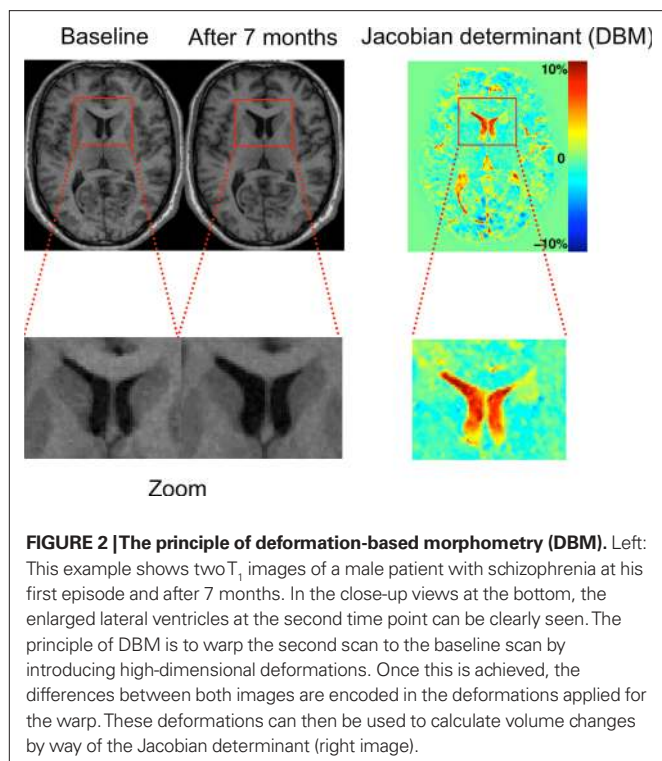 Baseline After 7 months Jacobian determinant (DBM)
10%
0
–10%
Zoom
FIGURE 2 | The principle of deformation-based morphometry (DBM). Left:
This example shows two T₁ images of a male patient with schizophrenia at his
first episode and after 7 months. In the close-up views at the bottom, the
enlarged lateral ventricles at the second time point can be clearly seen. The
principle of DBM is to warp the second scan to the baseline scan by
introducing high-dimensional deformations. Once this is achieved, the
differences between both images are encoded in the deformations applied for
the warp. These deformations can then be used to calculate volume changes
by way of the Jacobian determinant (right image).